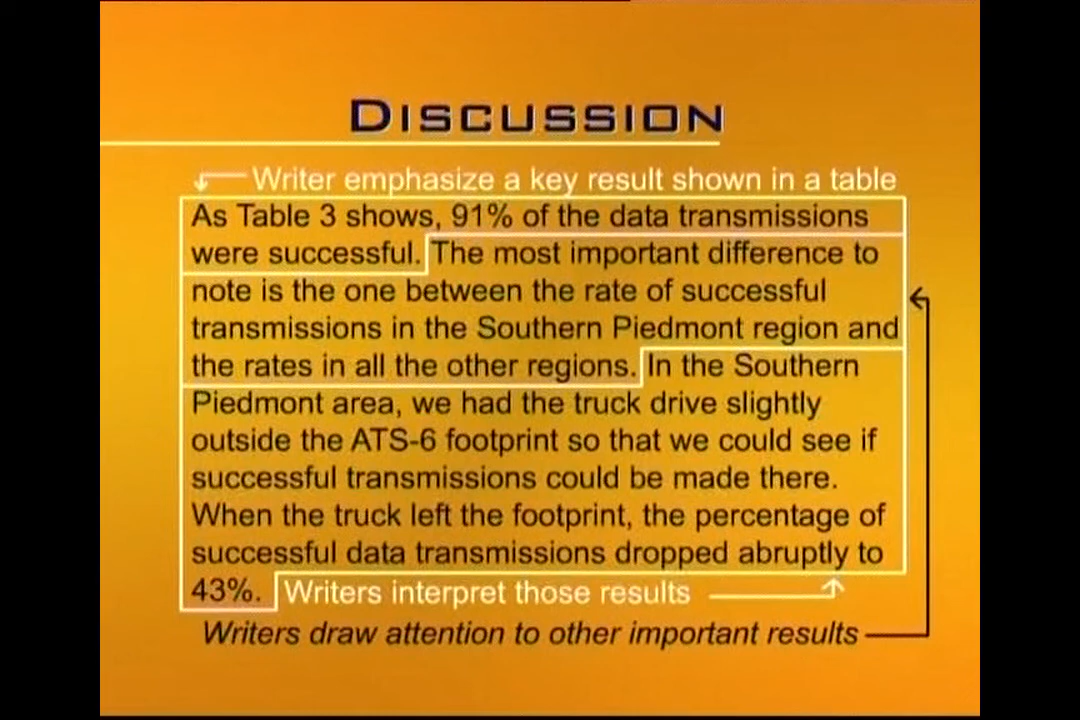 DISCUSSION
Writer emphasize a key result shown in a table
As Table 3 shows, 91% of the data transmissions
were successful. The most important difference to
note is the one between the rate of successful
transmissions in the Southern Piedmont region and
the rates in all the other regions. In the Southern
Piedmont area, we had the truck drive slightly
outside the ATS-6 footprint so that we could see if
successful transmissions could be made there.
When the truck left the footprint, the percentage of
successful data transmissions dropped abruptly to
43%. Writers interpret those results
Writers draw attention to other important results